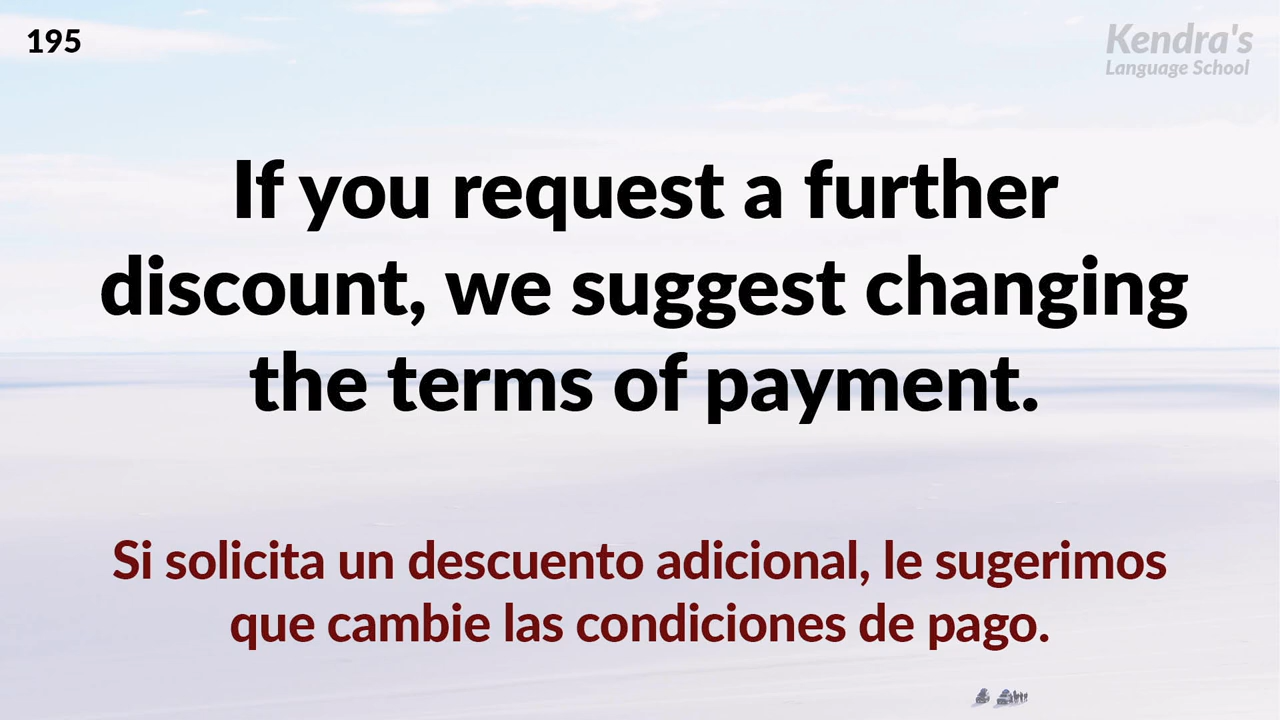 195
Kendra's
Language School
If you request a further
discount, we suggest changing
the terms of payment.
Si solicita un descuento adicional, le sugerimos
que cambie las condiciones de pago.